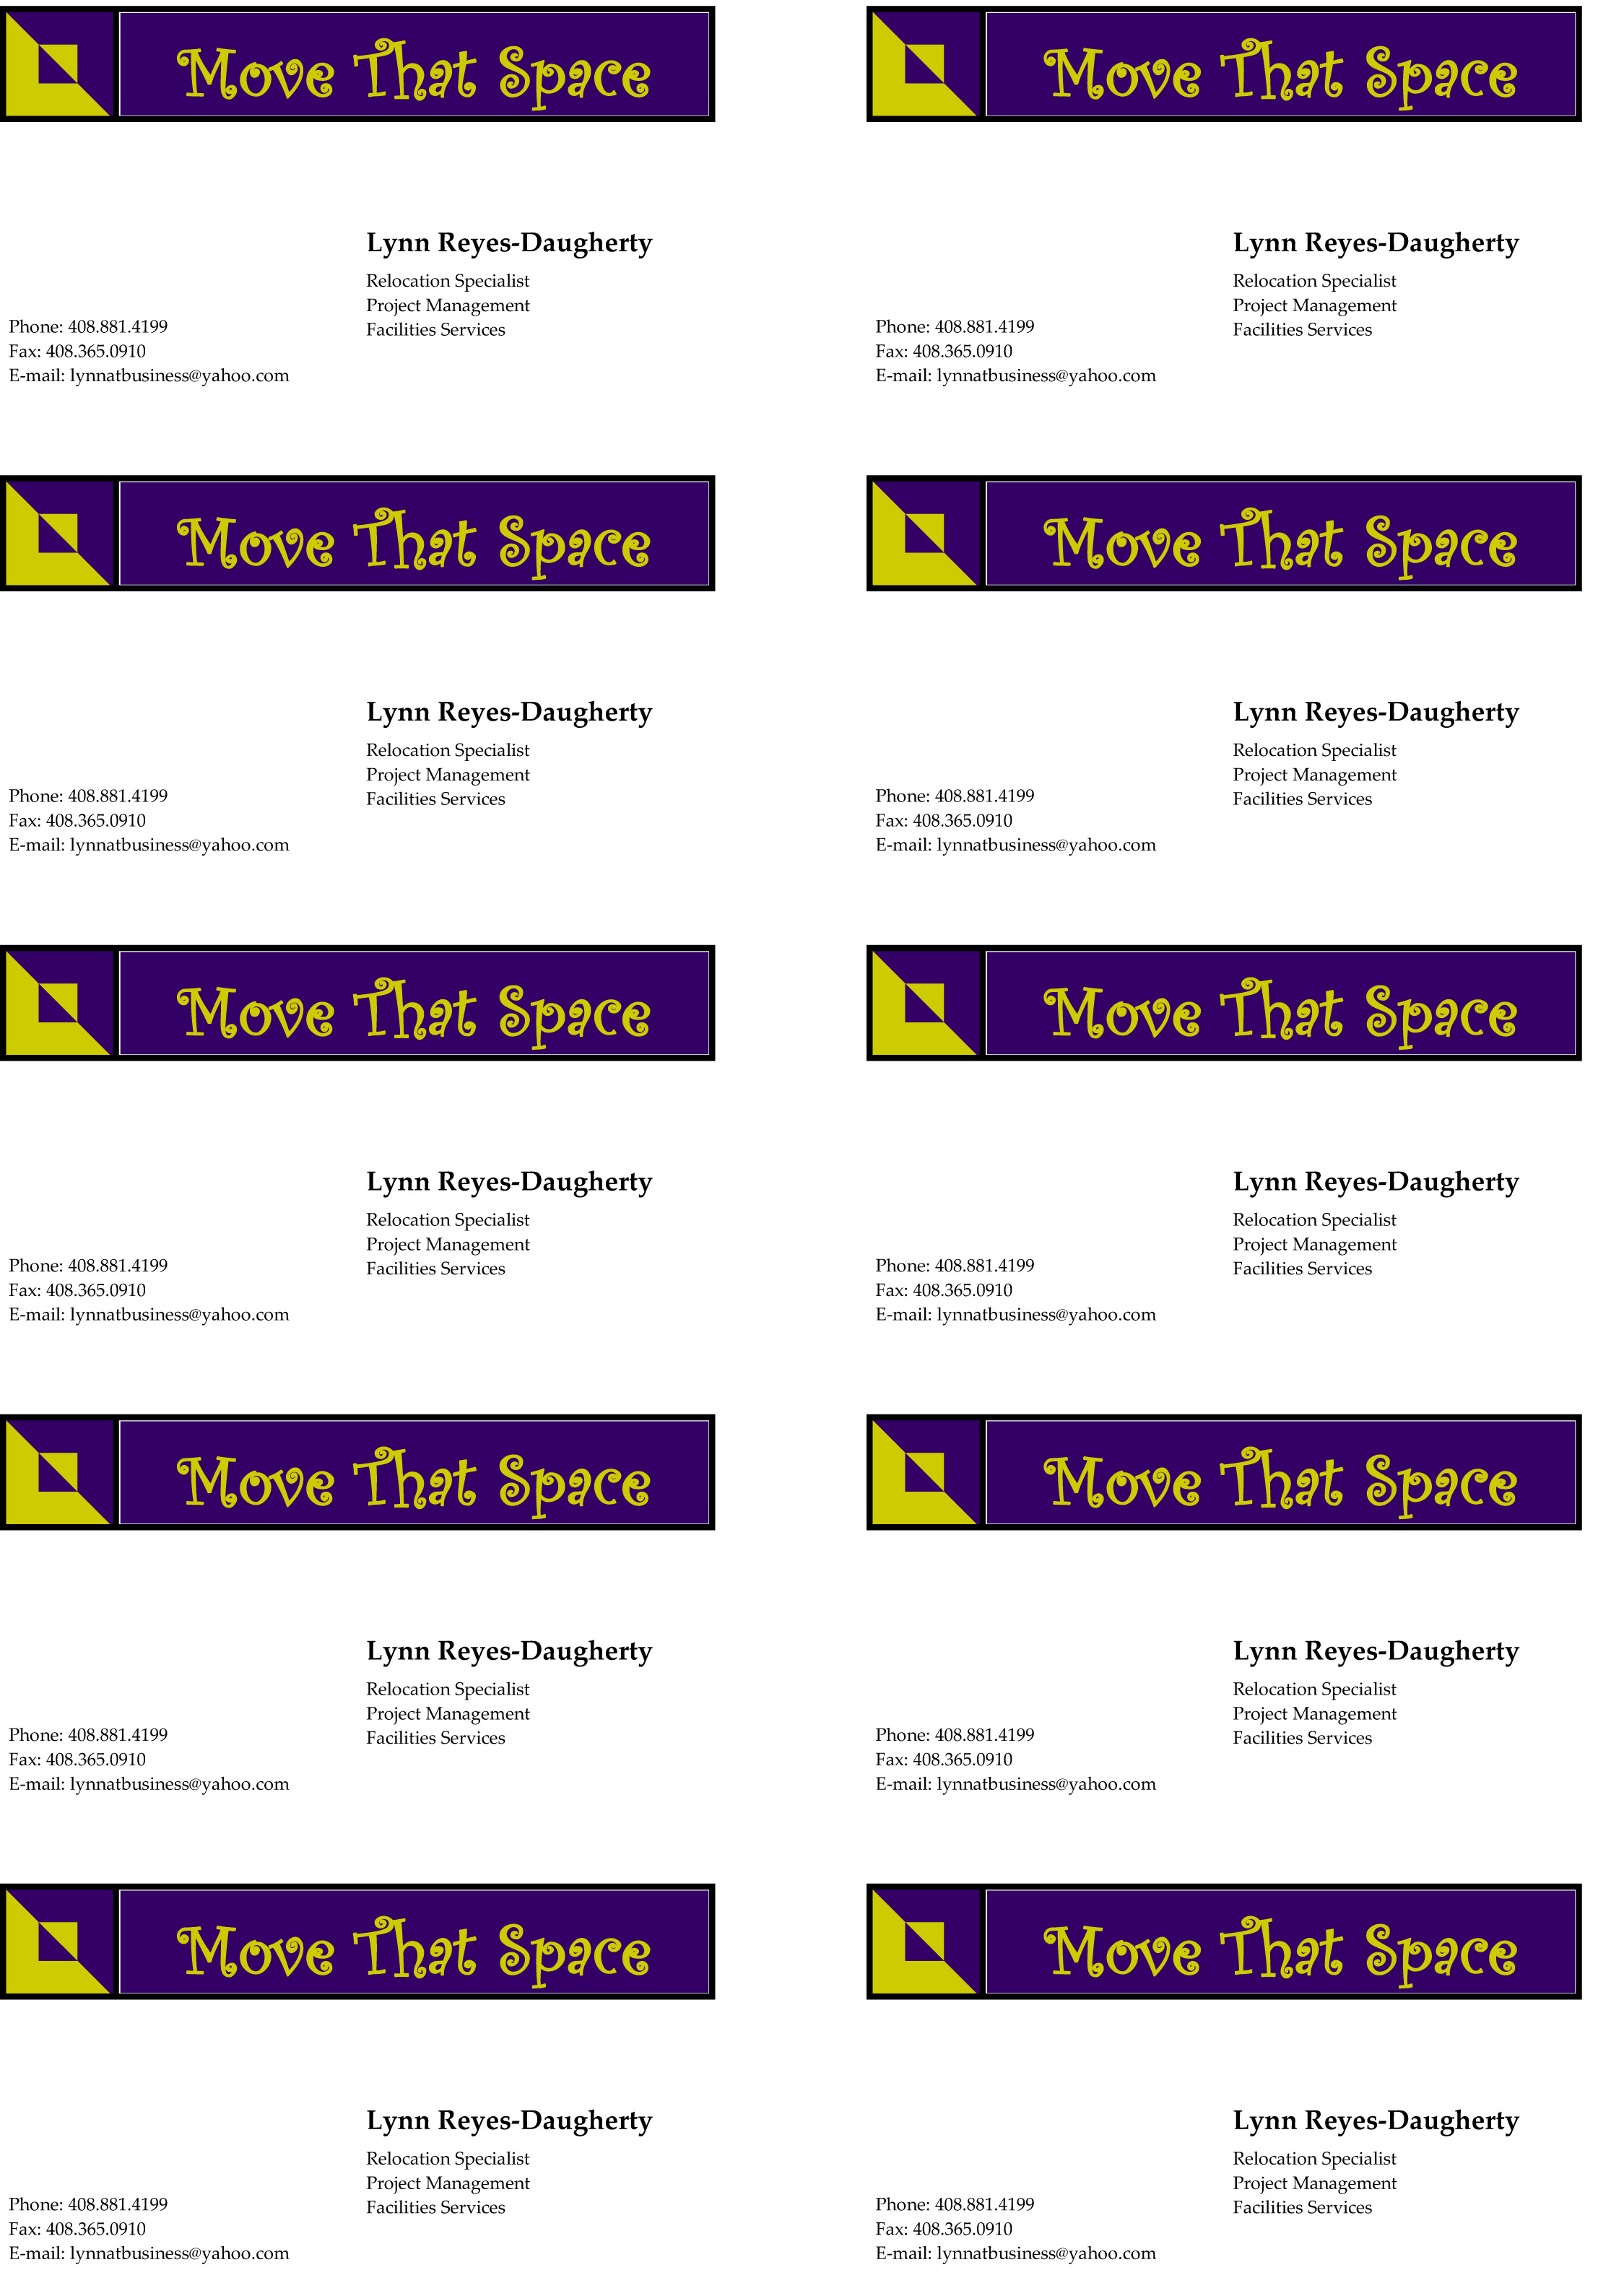 Move That Space
Lynn Reyes-Daugherty
Relocation Specialist
Project Management
Facilities Services
Phone: 408.881.4199
Fax: 408.365.0910
E-mail: lynnatbusiness@yahoo.com
Move That Space
Lynn Reyes-Daugherty
Relocation Specialist
Project Management
Facilities Services
Phone: 408.881.4199
Fax: 408.365.0910
E-mail: lynnatbusiness@yahoo.com
Move That Space
Lynn Reyes-Daugherty
Relocation Specialist
Project Management
Facilities Services
Phone: 408.881.4199
Fax: 408.365.0910
E-mail: lynnatbusiness@yahoo.com
Move That Space
Lynn Reyes-Daugherty
Relocation Specialist
Project Management
Facilities Services
Phone: 408.881.4199
Fax: 408.365.0910
E-mail: lynnatbusiness@yahoo.com
Move That Space
Lynn Reyes-Daugherty
Relocation Specialist
Project Management
Facilities Services
Phone: 408.881.4199
Fax: 408.365.0910
E-mail: lynnatbusiness@yahoo.com
Move That Space
Lynn Reyes-Daugherty
Relocation Specialist
Project Management
Facilities Services
Phone: 408.881.4199
Fax: 408.365.0910
E-mail: lynnatbusiness@yahoo.com
Move That Space
Lynn Reyes-Daugherty
Relocation Specialist
Project Management
Facilities Services
Phone: 408.881.4199
Fax: 408.365.0910
E-mail: lynnatbusiness@yahoo.com
Move That Space
Lynn Reyes-Daugherty
Relocation Specialist
Project Management
Facilities Services
Phone: 408.881.4199
Fax: 408.365.0910
E-mail: lynnatbusiness@yahoo.com
Move That Space
Lynn Reyes-Daugherty
Relocation Specialist
Project Management
Facilities Services
Phone: 408.881.4199
Fax: 408.365.0910
E-mail: lynnatbusiness@yahoo.com
Move That Space
Lynn Reyes-Daugherty
Relocation Specialist
Project Management
Facilities Services
Phone: 408.881.4199
Fax: 408.365.0910
E-mail: lynnatbusiness@yahoo.com